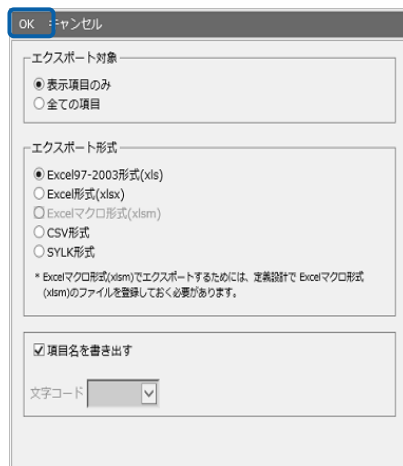 OK キャンセル
エクスポート対象
表示項目のみ
全ての項目
エクスポート形式
Excel97-2003形式(xls)
Excel形式(xlsx)
Excelマクロ形式(xlsm)
CSV形式
SYLK形式
* Excelマクロ形式(xlsm)でエクスポートするためには、定義設計で Excelマクロ形式
(xlsm)のファイルを登録しておく必要があります。
項目名を書き出す
文字コード